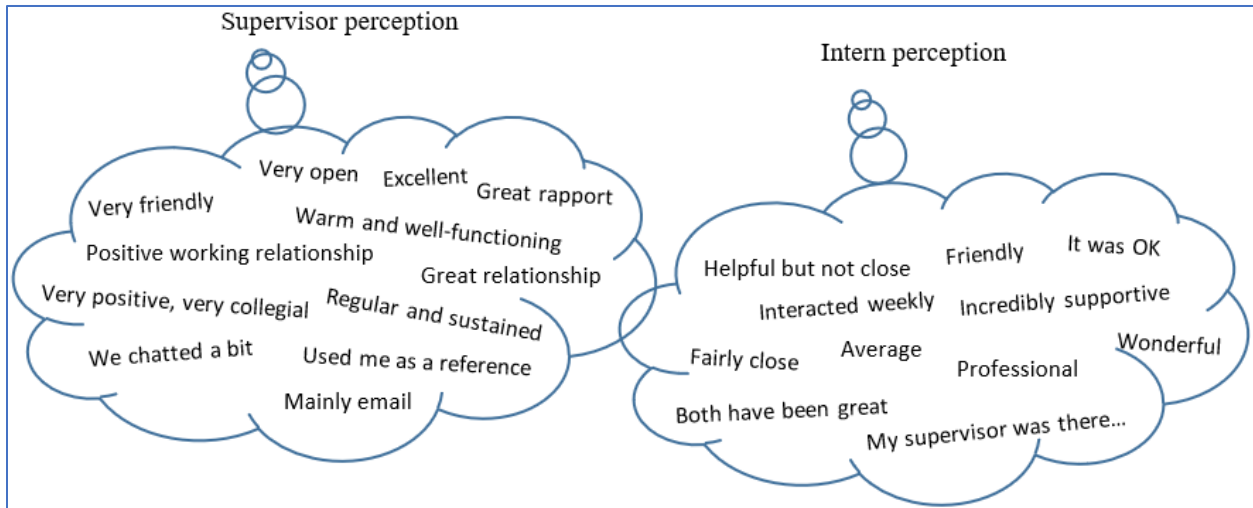 Supervisor perception
Very open
Excellent
Great rapport
Very friendly
Warm and well-functioning
Positive working relationship
Great relationship
Very positive, very collegial
Regular and sustained
We chatted a bit
Used me as a reference
Mainly email
Intern perception
Friendly
It was OK
Helpful but not close
Interacted weekly
Incredibly supportive
Fairly close
Average
Wonderful
Professional
Both have been great
My supervisor was there…